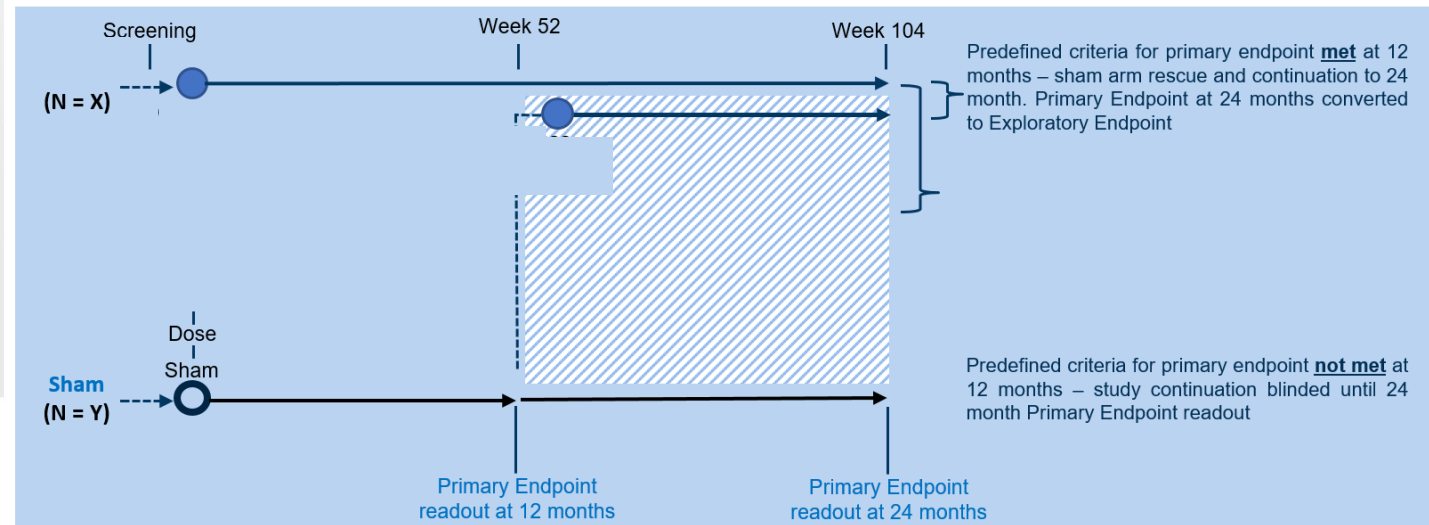 Screening
Week 52
Week 104
(N = X)
Predefined criteria for primary endpoint met at 12
months – sham arm rescue and continuation to 24
month. Primary Endpoint at 24 months converted
to Exploratory Endpoint
Dose
Sham
Sham
(N = Y)
Predefined criteria for primary endpoint not met at
12 months – study continuation blinded until 24
month Primary Endpoint readout
Primary Endpoint
readout at 12 months
Primary Endpoint
readout at 24 months